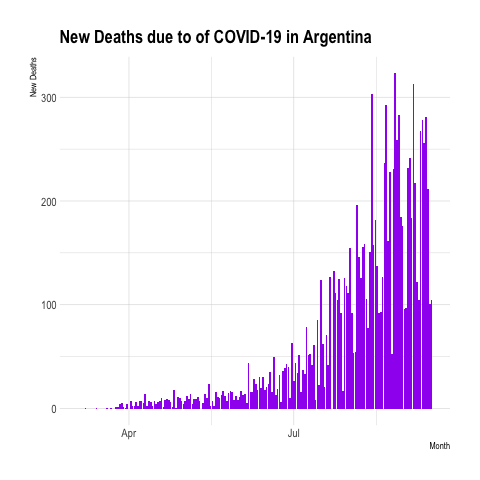 New Deaths due to of COVID-19 in Argentina
New Deaths
300
200
100
0
Apr
Jul
Month